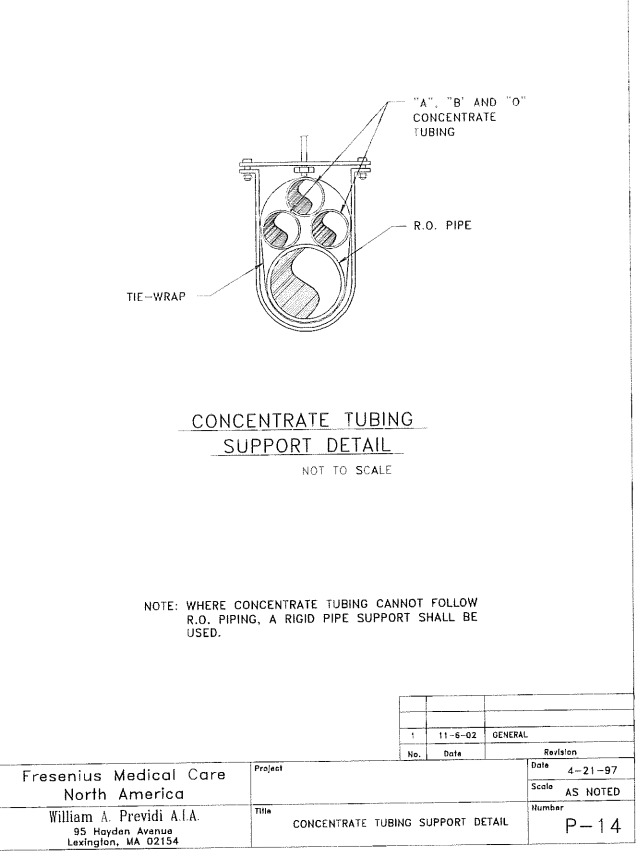 "A", "B' AND "O"
CONCENTRATE
TUBING
R.O. PIPE
TIE-WRAP
CONCENTRATE TUBING
SUPPORT DETAIL
NOT TO SCALE
NOTE: WHERE CONCENTRATE TUBING CANNOT FOLLOW
R.O. PIPING, A RIGID PIPE SUPPORT SHALL BE
USED.
1 11-6-02 GENERAL
No. Date Revision
Fresenius Medical Care
North America
William A. Previdi A.I.A.
95 Hayden Avenue
Lexington, MA 02154
Project
Title
CONCENTRATE TUBING SUPPORT DETAIL
Date
4-21-97
Scale
AS NOTED
Number
P-14